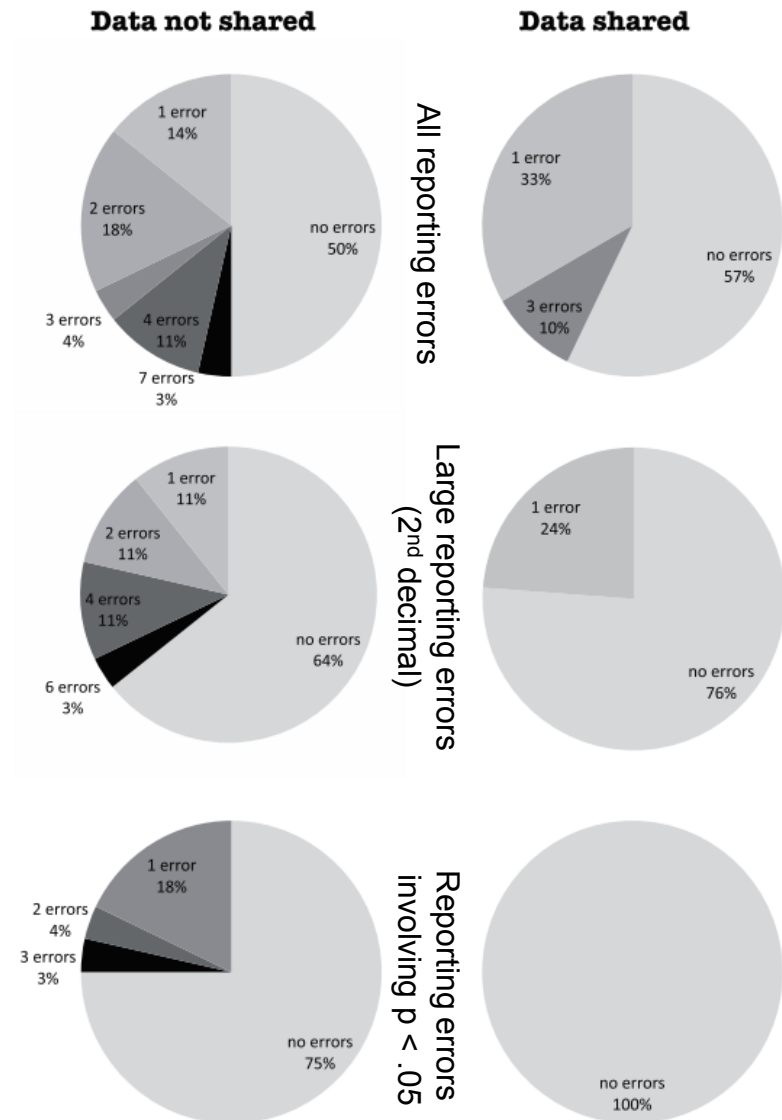 Data not shared
Data shared
1 error
14%
2 errors
18%
3 errors
4%
4 errors
11%
7 errors
3%
no errors
50%
All reporting errors
1 error
33%
3 errors
10%
no errors
57%
1 error
11%
2 errors
11%
4 errors
11%
6 errors
3%
no errors
64%
Large reporting errors
(2nd decimal)
1 error
24%
no errors
76%
1 error
18%
2 errors
4%
3 errors
3%
no errors
75%
Reporting errors
involving p < .05
no errors
100%